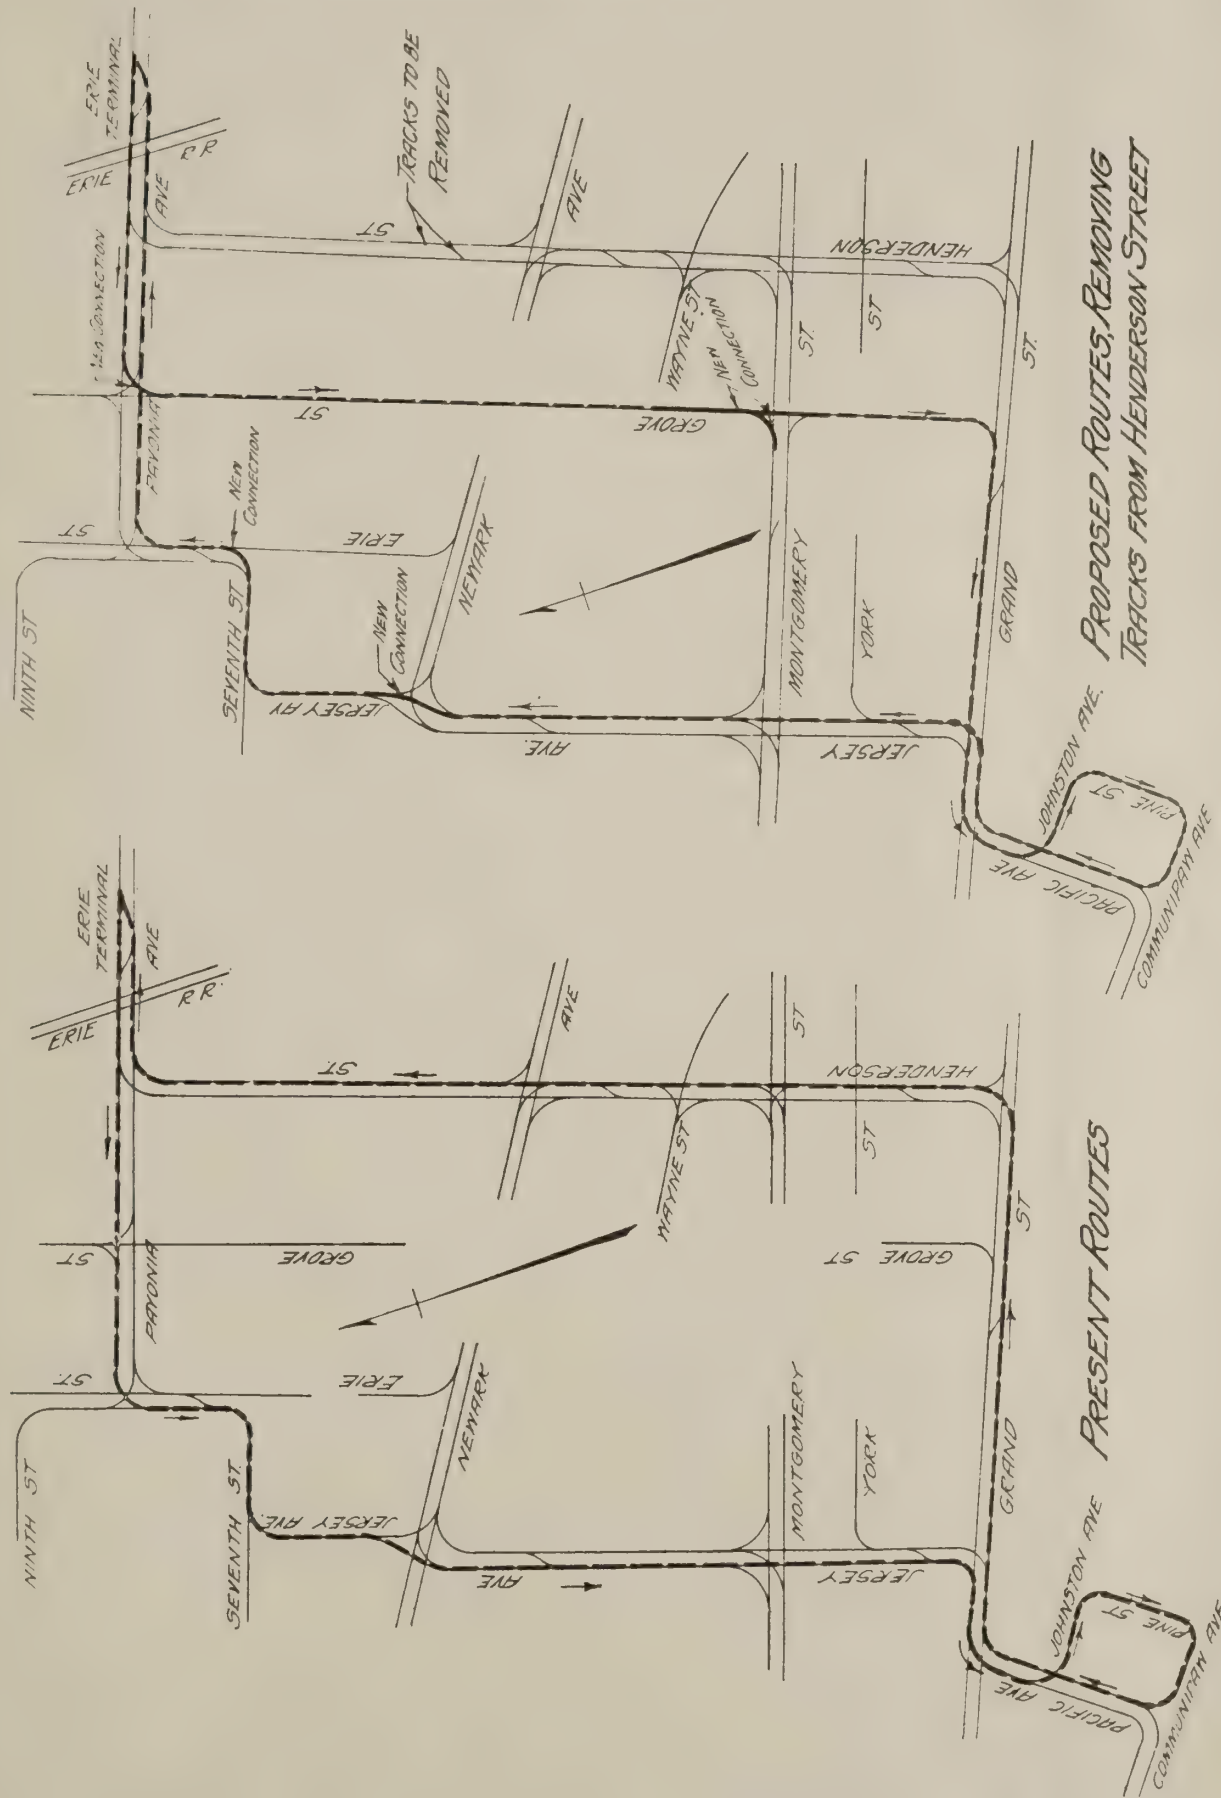 ERIE
TERMINAL
ERIE
R R
AVE
NEW CONNECTION
TRACKS TO BE
REMOVED
ST
AVE
HENDERSON
WAYNE ST
NEW
CONNECTION
ST.
ST
ST.
ST
GROVE
PAVONIA
ST
NEW
CONNECTION
ERIE
NINTH ST
SEVENTH ST
NEWARK
NEW
CONNECTION
JERSEY AV
AVE.
MONTGOMERY
YORK
JERSEY
GRAND
JOHNSTON AVE.
PINE ST
PACIFIC AVE
COMMUNIPAW AVE
PROPOSED ROUTES, REMOVING
TRACKS FROM HENDERSON STREET
ERIE
TERMINAL
ERIE
R R.
AVE
ST.
AVE
HENDERSON
WAYNE ST
ST
ST
ST
ST
GROVE
GROVE ST
PAVONIA
ST.
ERIE
NINTH ST
SEVENTH ST.
NEWARK
JERSEY AVE.
AVE
MONTGOMERY
YORK
JERSEY
GRAND
JOHNSTON AVE
PINE ST
PACIFIC AVE
COMMUNIPAW AVE
PRESENT ROUTES